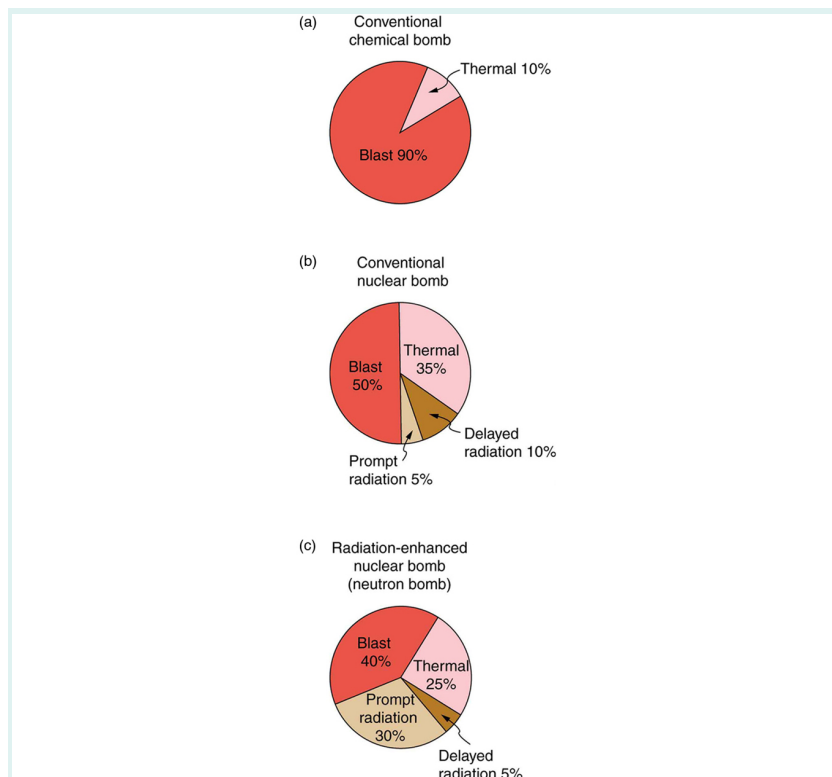 (a) Conventional
chemical bomb
Thermal 10%
Blast 90%
(b) Conventional
nuclear bomb
Thermal
35%
Blast
50%
Delayed
radiation 10%
Prompt
radiation 5%
(c) Radiation-enhanced
nuclear bomb
(neutron bomb)
Blast
40%
Thermal
25%
Prompt
radiation
30%
Delayed
radiation 5%